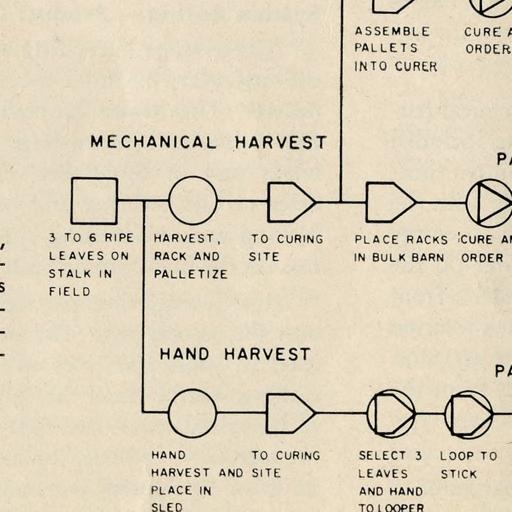 ASSEMBLE
PALLETS
INTO CURER
CURE A
ORDER
MECHANICAL HARVEST
PA
3 TO 6 RIPE
LEAVES ON
STALK IN
FIELD
HARVEST,
RACK AND
PALLETIZE
TO CURING
SITE
PLACE RACKS
IN BULK BARN
CURE AN
ORDER
HAND HARVEST
PA
HAND
HARVEST AND
PLACE IN
SLED
TO CURING
SITE
SELECT 3
LEAVES
AND HAND
TO LOOPER
LOOP TO
STICK